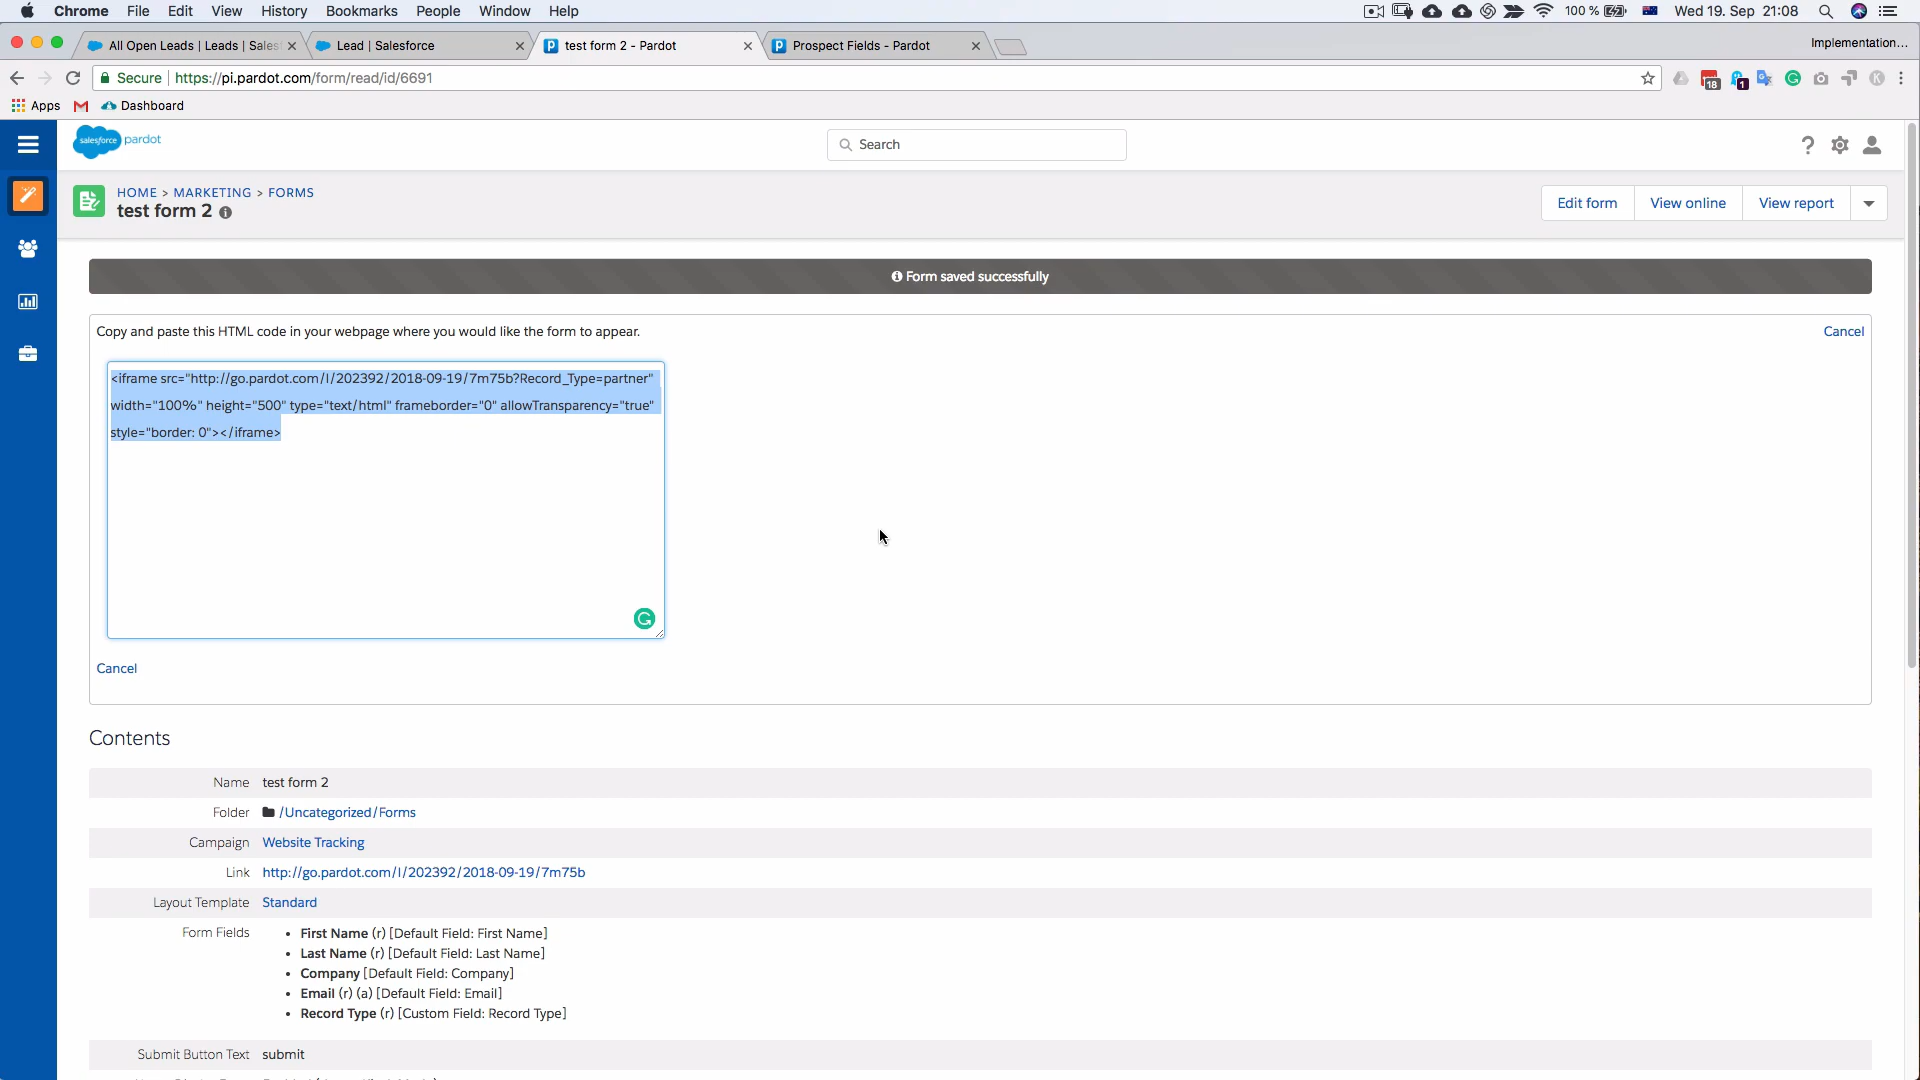 Chrome File Edit View History Bookmarks People Window Help 100 % Wed 19. Sep 21:08
All Open Leads | Leads | Sales Lead | Salesforce test form 2 - Pardot Prospect Fields - Pardot Implementation...
Secure https://pi.pardot.com/form/read/id/6691 18 1
Apps Dashboard
salesforce pardot Search
HOME > MARKETING > FORMS
test form 2 Edit form View online View report
Form saved successfully
Copy and paste this HTML code in your webpage where you would like the form to appear. Cancel
<iframe src="http://go.pardot.com/l/202392/2018-09-19/7m75b?Record_Type=partner"
width="100%" height="500" type="text/html" frameborder="0" allowTransparency="true"
style="border: 0"></iframe>
Cancel
Contents
Name test form 2
Folder /Uncategorized/Forms
Campaign Website Tracking
Link http://go.pardot.com/l/202392/2018-09-19/7m75b
Layout Template Standard
Form Fields • First Name (r) [Default Field: First Name]
• Last Name (r) [Default Field: Last Name]
• Company [Default Field: Company]
• Email (r) (a) [Default Field: Email]
• Record Type (r) [Custom Field: Record Type]
Submit Button Text submit